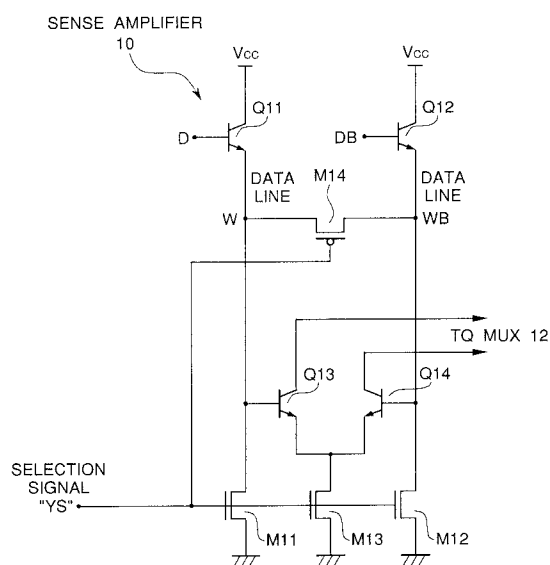 SENSE AMPLIFIER
10
Vcc
Vcc
Q11
Q12
D
DB
DATA
LINE
M14
DATA
LINE
W
WB
TQ MUX 12
Q13
Q14
SELECTION
SIGNAL
"YS"
M11
M13
M12